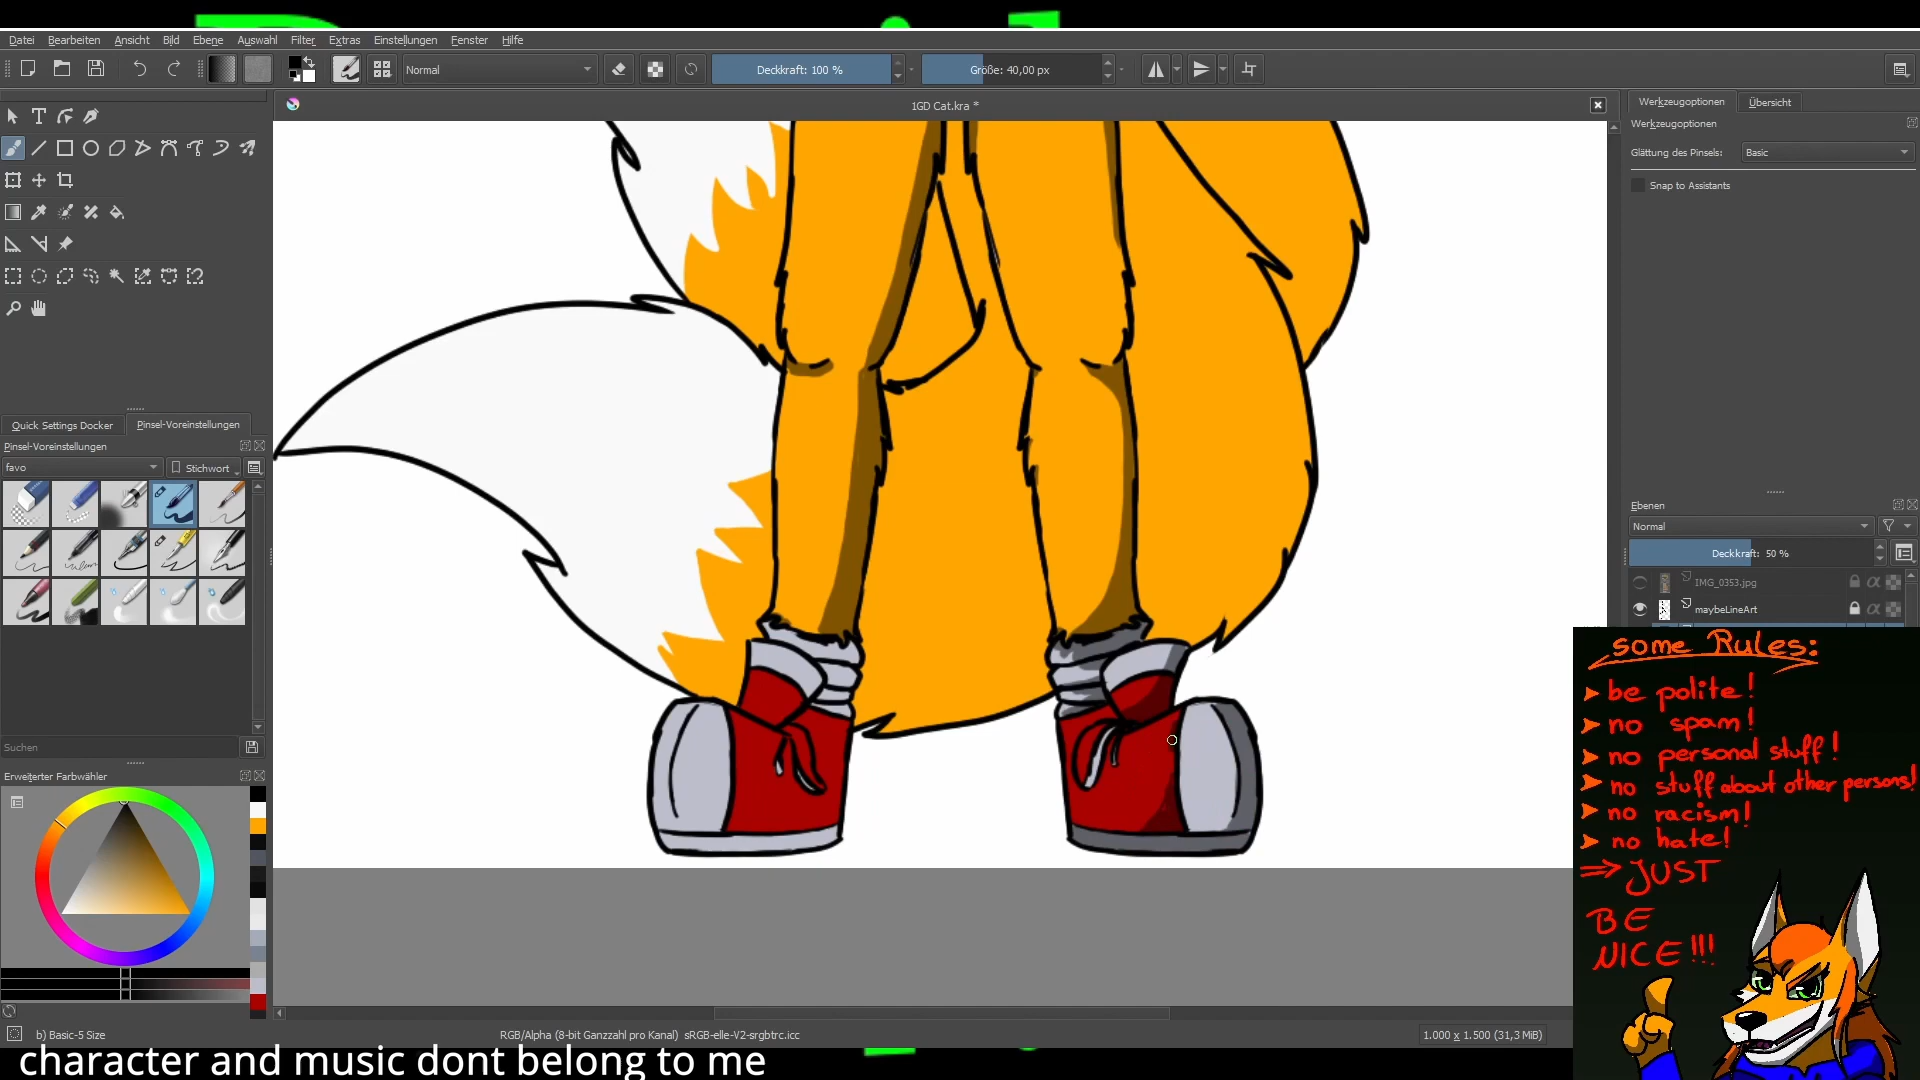 Datei Bearbeiten Ansicht Bild Ebene Auswahl Filter Extras Einstellungen Fenster Hilfe
Normal Deckkraft: 100 % Größe: 40,00 px
1GD Cat.kra *
Werkzeugoptionen Übersicht
Werkzeugoptionen
Glättung des Pinsels: Basic
Snap to Assistants
Quick Settings Docker Pinsel-Voreinstellungen
Pinsel-Voreinstellungen
favo Stichwort
Suchen
Erweiterter Farbwähler
Ebenen
Normal
Deckkraft: 50 %
IMG_0353.jpg
maybeLineArt
some Rules:
be polite!
no spam!
no personal stuff!
no stuff about other persons!
no racism!
no hate!
=> JUST
BE
NICE!!!
b) Basic-5 Size RGB/Alpha (8-bit Ganzzahl pro Kanal) sRGB-elle-V2-srgbtrc.icc 1.000 x 1.500 (31,3 MiB)
character and music dont belong to me